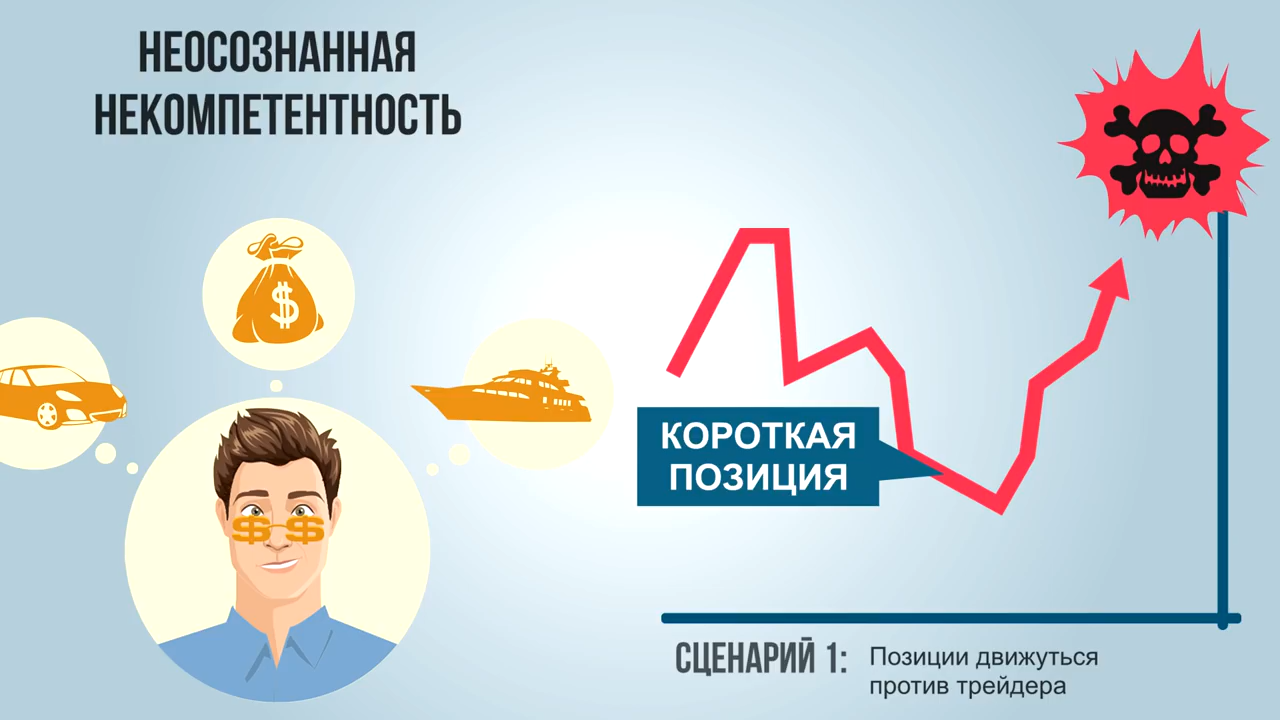 НЕОСОЗНАННАЯ
НЕКОМПЕТЕНТНОСТЬ
$
$ $
КОРОТКАЯ
ПОЗИЦИЯ
СЦЕНАРИЙ 1:
Позиции движуться
против трейдера